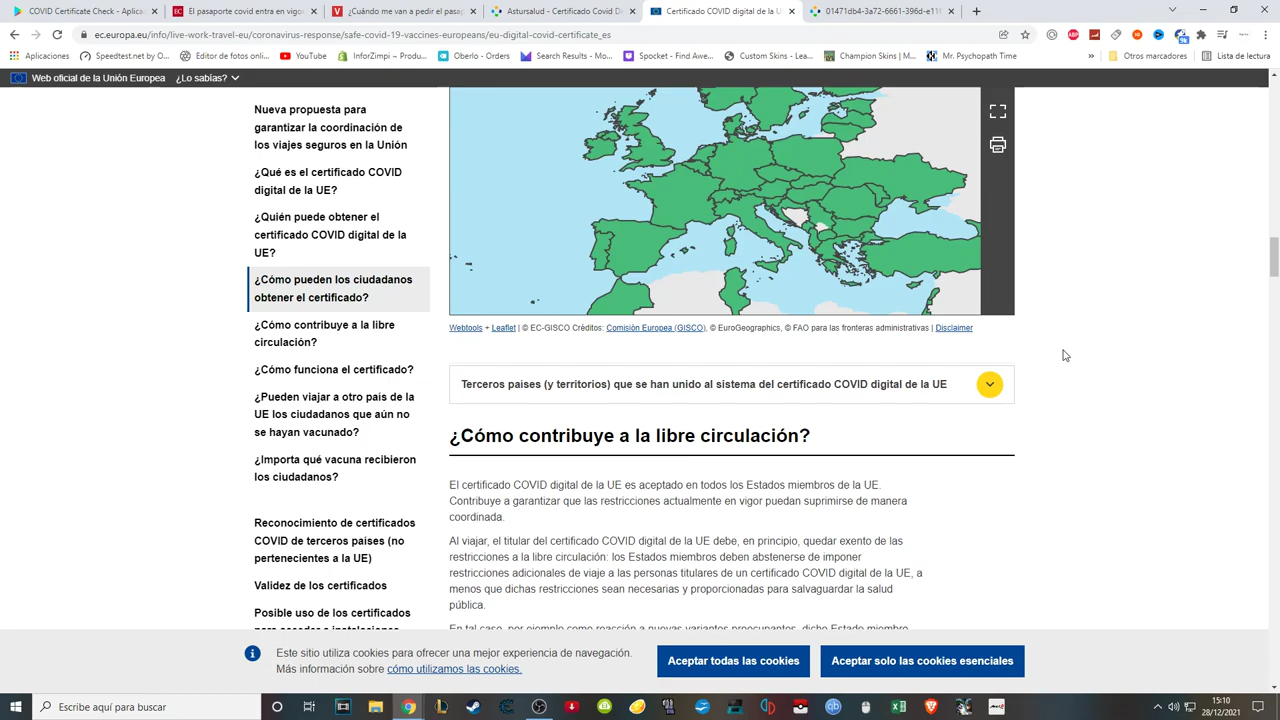 COVID Certificate Check - Aplicac
El pasaporte covid entra en vigor
¿Cuándo me van a pedir el pasap
Astursalud - Certificado Covid D
Certificado COVID digital de la U
01471db4-3a72-6661-396d-e11
ec.europa.eu/info/live-work-travel-eu/coronavirus-response/safe-covid-19-vaccines-europeans/eu-digital-covid-certificate_es
Aplicaciones
Speedtest.net by O...
Editor de fotos onlin...
YouTube
InforZimpi – Produ...
Oberlo - Orders
Search Results - Mo...
Spocket - Find Awe...
Custom Skins - Lea...
Champion Skins | M...
Mr. Psychopath Time
»
Otros marcadores
Lista de lectura
Web oficial de la Unión Europea
¿Lo sabías?
Nueva propuesta para
garantizar la coordinación de
los viajes seguros en la Unión
¿Qué es el certificado COVID
digital de la UE?
¿Quién puede obtener el
certificado COVID digital de la
UE?
¿Cómo pueden los ciudadanos
obtener el certificado?
¿Cómo contribuye a la libre
circulación?
¿Cómo funciona el certificado?
¿Pueden viajar a otro país de la
UE los ciudadanos que aún no
se hayan vacunado?
¿Importa qué vacuna recibieron
los ciudadanos?
Reconocimiento de certificados
COVID de terceros países (no
pertenecientes a la UE)
Validez de los certificados
Posible uso de los certificados
para acceder a instalaciones
Webtools + Leaflet | © EC-GISCO Créditos: Comisión Europea (GISCO), © EuroGeographics, © FAO para las fronteras administrativas | Disclaimer
Terceros países (y territorios) que se han unido al sistema del certificado COVID digital de la UE
¿Cómo contribuye a la libre circulación?
El certificado COVID digital de la UE es aceptado en todos los Estados miembros de la UE.
Contribuye a garantizar que las restricciones actualmente en vigor puedan suprimirse de manera
coordinada.
Al viajar, el titular del certificado COVID digital de la UE debe, en principio, quedar exento de las
restricciones a la libre circulación: los Estados miembros deben abstenerse de imponer
restricciones adicionales de viaje a las personas titulares de un certificado COVID digital de la UE, a
menos que dichas restricciones sean necesarias y proporcionadas para salvaguardar la salud
pública.
En tal caso, por ejemplo como reacción a nuevas variantes preocupantes, dicho Estado miembro
Este sitio utiliza cookies para ofrecer una mejor experiencia de navegación.
Más información sobre cómo utilizamos las cookies.
Aceptar todas las cookies
Aceptar solo las cookies esenciales
Escribe aquí para buscar
15:10
28/12/2021